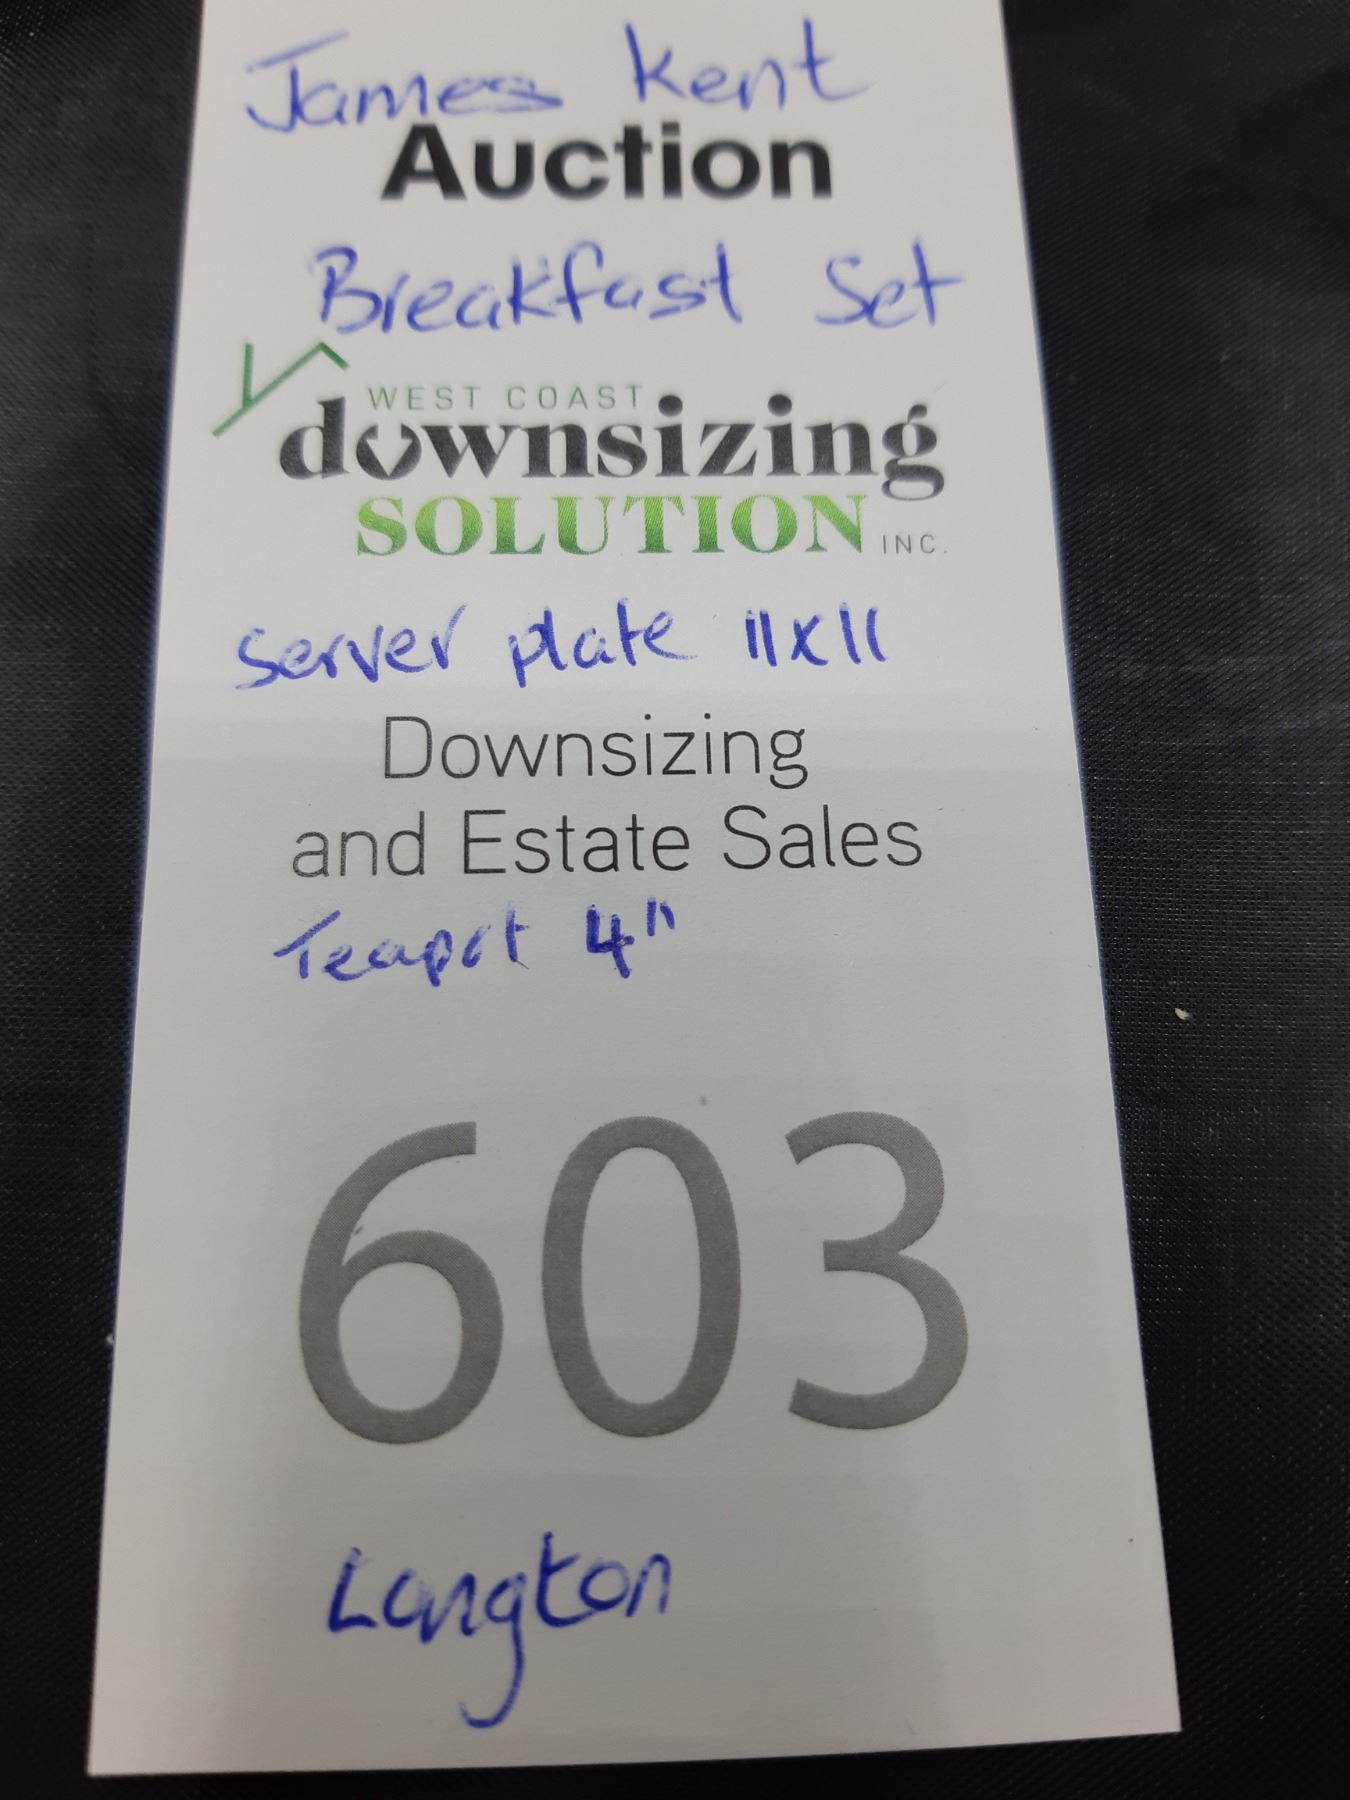 James Kent
Auction
Breakfast Set
WEST COAST
downsizing
SOLUTION INC.
Server plate 11x11
Downsizing
and Estate Sales
Teapot 4"
603
Langton